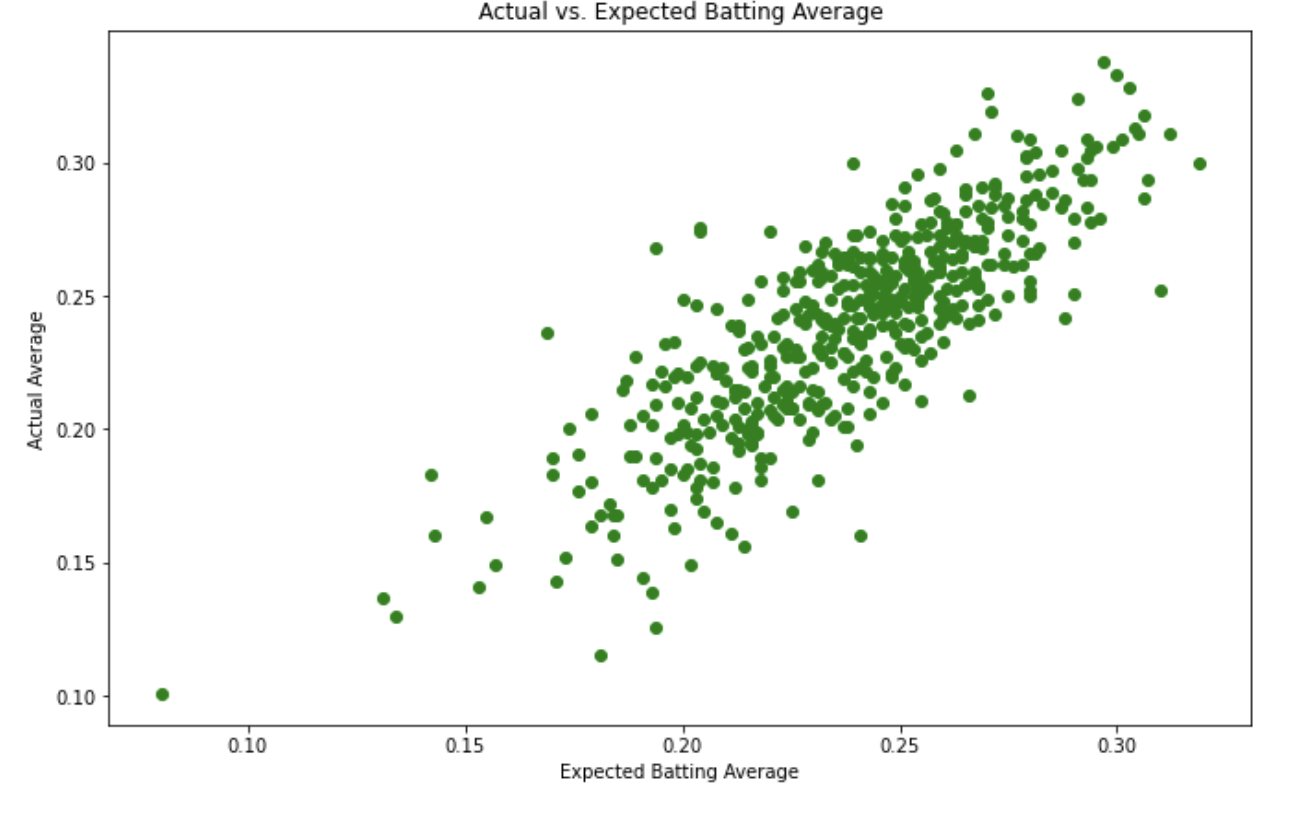 Actual vs. Expected Batting Average
0.30
0.25
0.20
0.15
0.10
Actual Average
0.10 0.15 0.20 0.25 0.30
Expected Batting Average